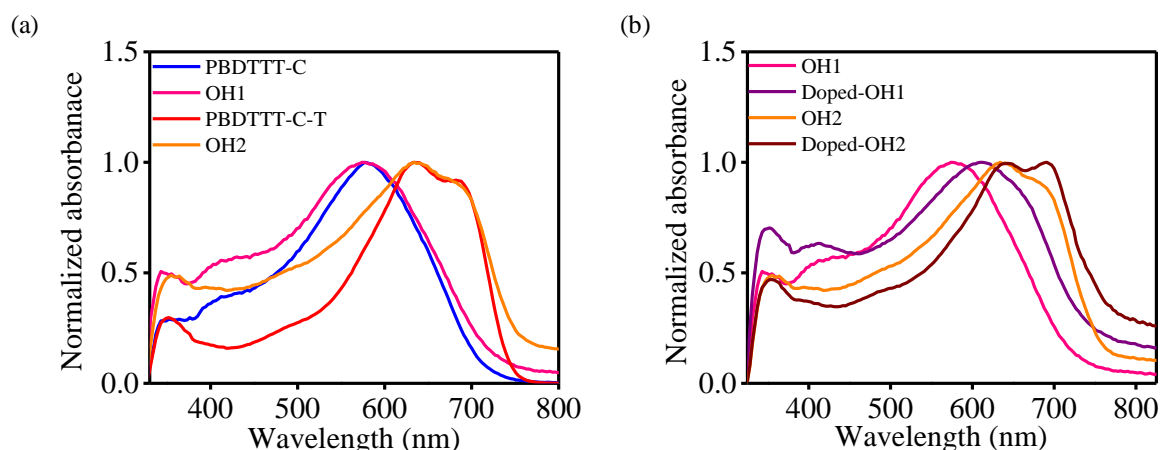 (a)
1.5
1.0
0.5
0.0
Normalized absorbanace
PBDTTT-C
OH1
PBDTTT-C-T
OH2
400 500 600 700 800
Wavelength (nm)
(b)
1.5
1.0
0.5
0.0
Normalized absorbance
OH1
Doped-OH1
OH2
Doped-OH2
400 500 600 700 800
Wavelength (nm)